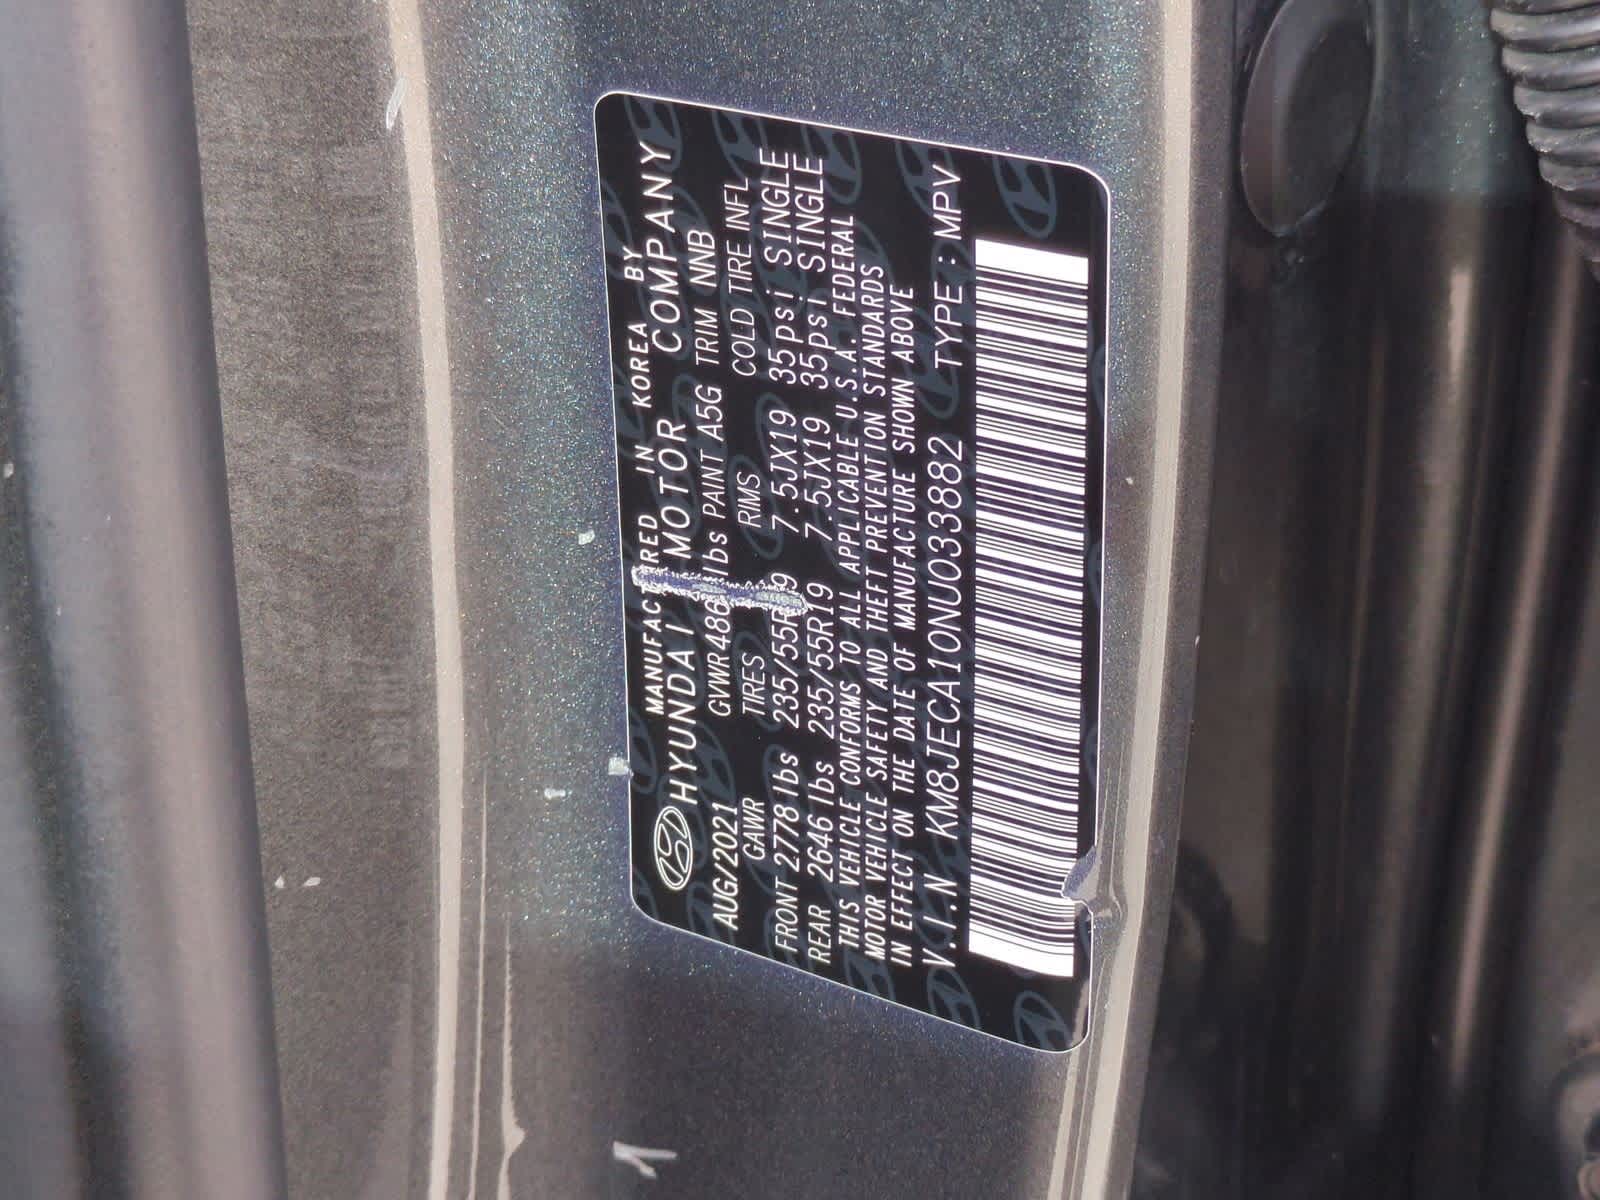 MANUFACTURED IN KOREA BY
HYUNDAI MOTOR COMPANY
AUG/2021 GVWR 486 lbs PAINT A5G TRIM NNB
GAWR TIRES RIMS COLD TIRE INFL
FRONT 2778 lbs 235/55R19 7.5JX19 35psi SINGLE
REAR 2646 lbs 235/55R19 7.5JX19 35psi SINGLE
THIS VEHICLE CONFORMS TO ALL APPLICABLE U.S.A. FEDERAL
MOTOR VEHICLE SAFETY AND THEFT PREVENTION STANDARDS
IN EFFECT ON THE DATE OF MANUFACTURE SHOWN ABOVE
V.I.N KM8JECA10NU033882 TYPE:MPV